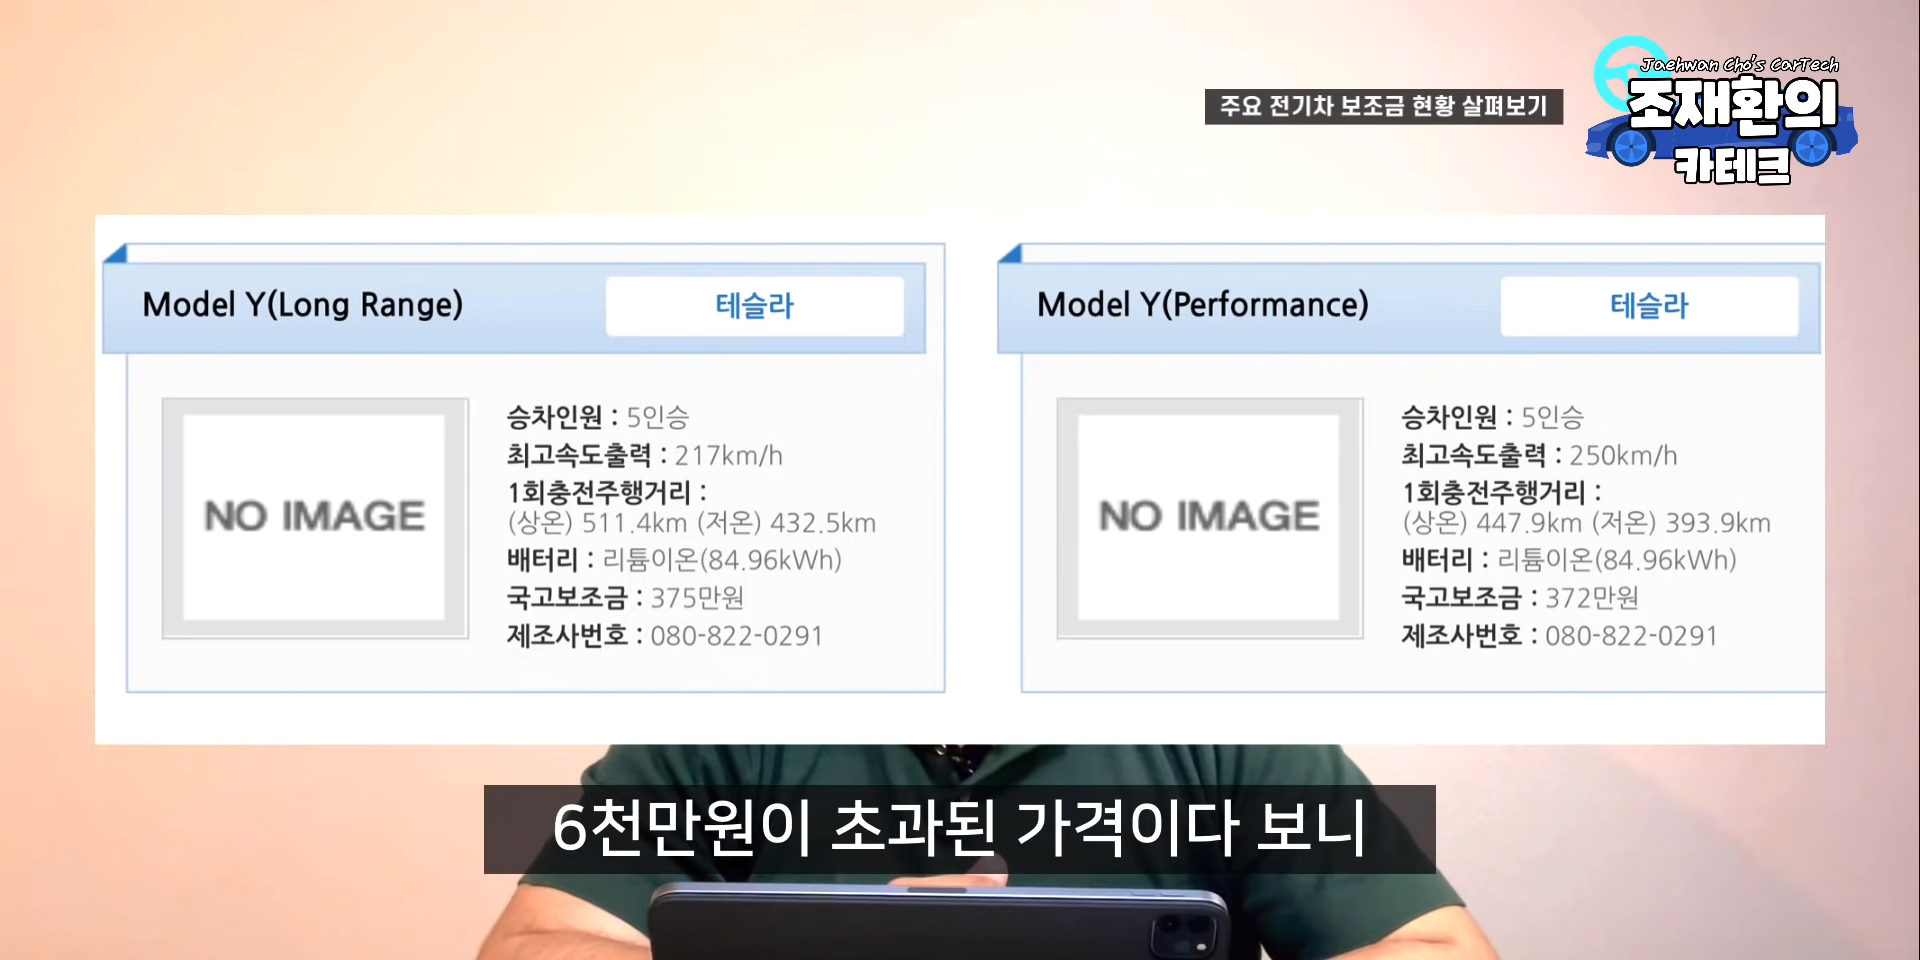 Jaehwan Cho's CarTech
주요 전기차 보조금 현황 살펴보기
조재환의
카테크
Model Y(Long Range)
테슬라
NO IMAGE
승차인원 : 5인승
최고속도출력 : 217km/h
1회충전주행거리 :
(상온) 511.4km (저온) 432.5km
배터리 : 리튬이온(84.96kWh)
국고보조금 : 375만원
제조사번호 : 080-822-0291
Model Y(Performance)
테슬라
NO IMAGE
승차인원 : 5인승
최고속도출력 : 250km/h
1회충전주행거리 :
(상온) 447.9km (저온) 393.9km
배터리 : 리튬이온(84.96kWh)
국고보조금 : 372만원
제조사번호 : 080-822-0291
6천만원이 초과된 가격이다 보니